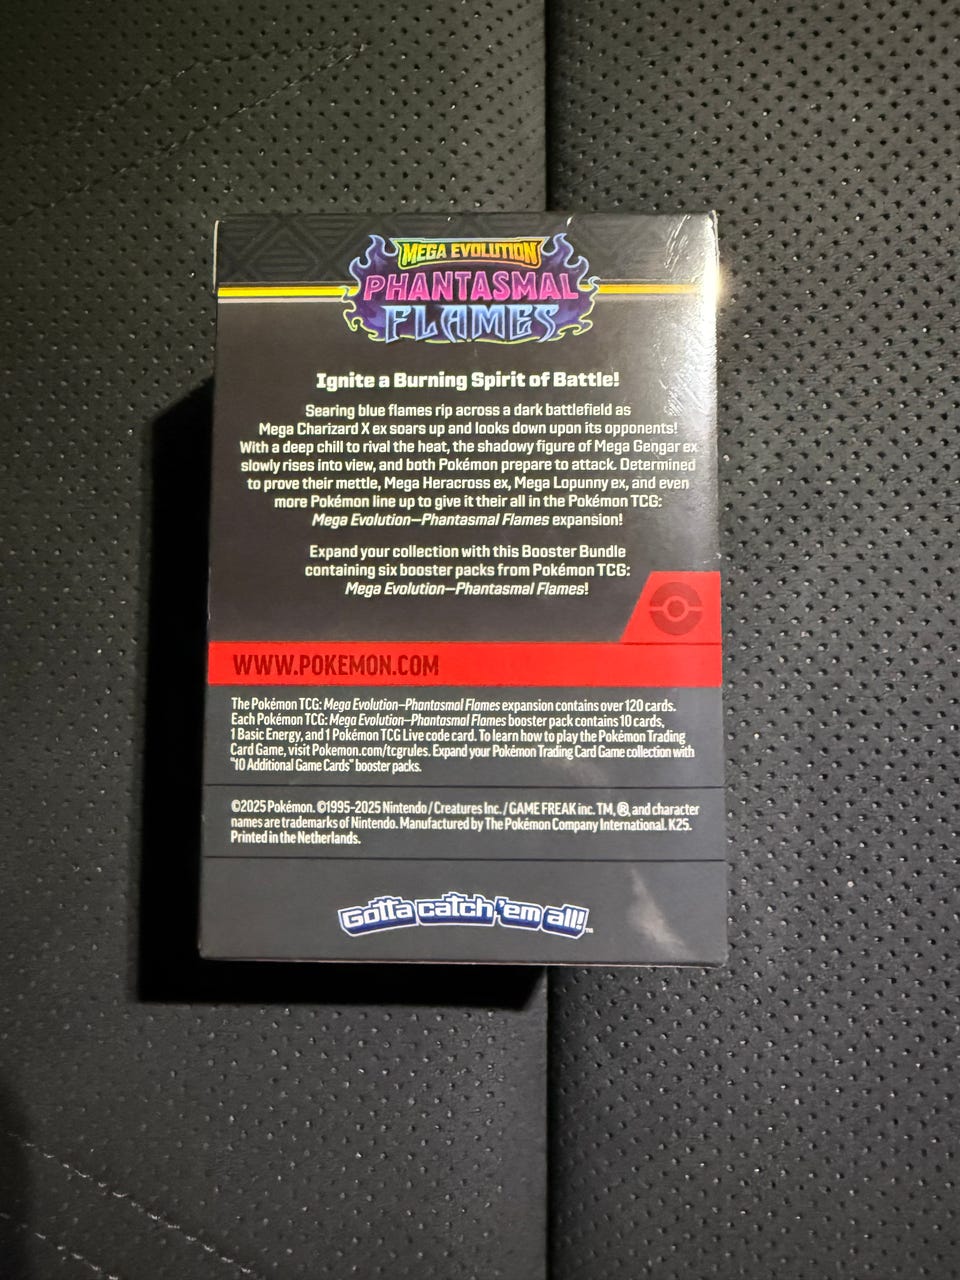 MEGA EVOLUTION
PHANTASMAL
FLAMES
Ignite a Burning Spirit of Battle!
Searing blue flames rip across a dark battlefield as
Mega Charizard X ex soars up and looks down upon its opponents!
With a deep chill to rival the heat, the shadowy figure of Mega Gengar ex
slowly rises into view, and both Pokémon prepare to attack. Determined
to prove their mettle, Mega Heracross ex, Mega Lopunny ex, and even
more Pokémon line up to give it their all in the Pokémon TCG:
Mega Evolution—Phantasmal Flames expansion!
Expand your collection with this Booster Bundle
containing six booster packs from Pokémon TCG:
Mega Evolution—Phantasmal Flames!
WWW.POKEMON.COM
The Pokémon TCG: Mega Evolution—Phantasmal Flames expansion contains over 120 cards.
Each Pokémon TCG: Mega Evolution—Phantasmal Flames booster pack contains 10 cards,
1 Basic Energy, and 1 Pokémon TCG Live code card. To learn how to play the Pokémon Trading
Card Game, visit Pokemon.com/tcgrules. Expand your Pokémon Trading Card Game collection with
"10 Additional Game Cards" booster packs.
©2025 Pokémon. ©1995–2025 Nintendo / Creatures Inc. / GAME FREAK inc. TM, ®, and character
names are trademarks of Nintendo. Manufactured by The Pokémon Company International. K25.
Printed in the Netherlands.
Gotta catch 'em all!™